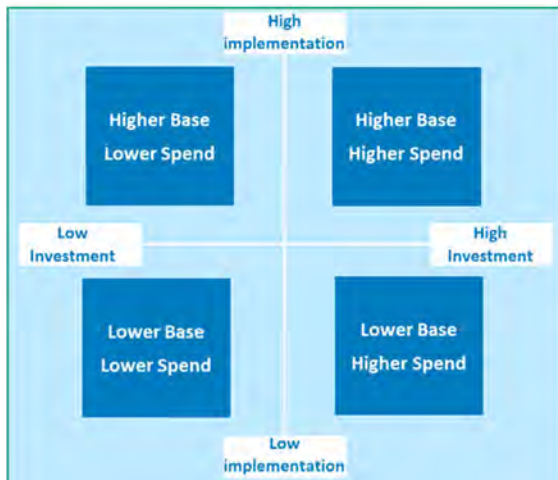 High
implementation
Higher Base
Lower Spend
Higher Base
Higher Spend
Low
Investment
High
Investment
Lower Base
Lower Spend
Lower Base
Higher Spend
Low
implementation